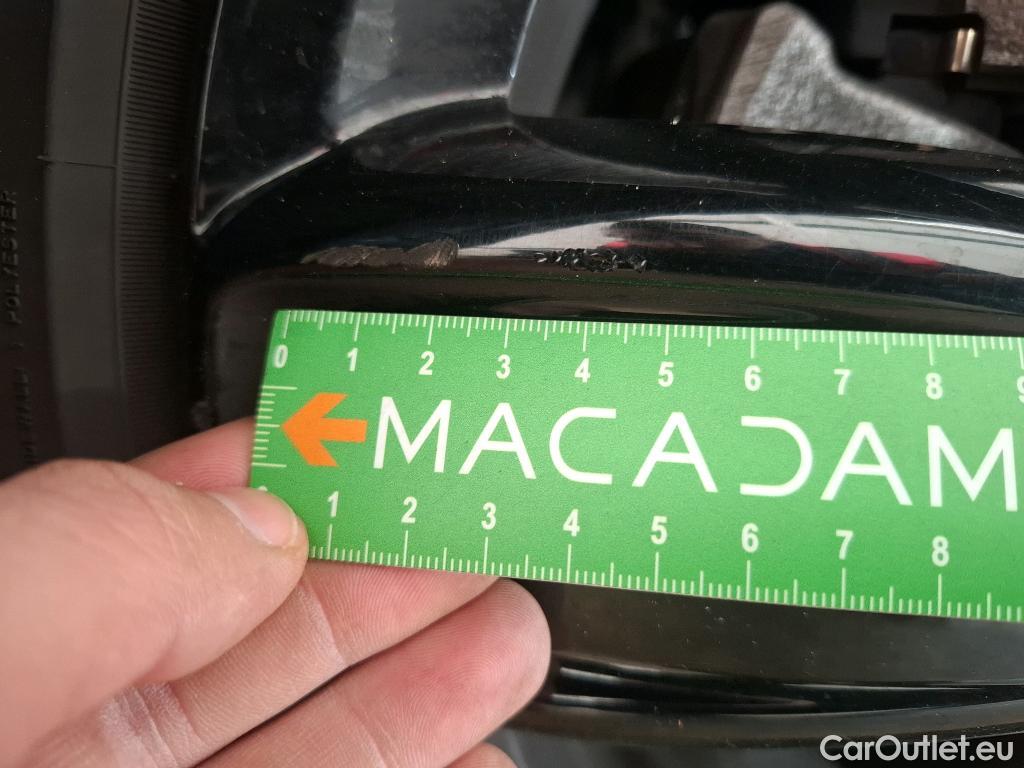 POLYESTER
0 1 2 3 4 5 6 7 8 9
MACADAM
1 2 3 4 5 6 7 8
CarOutlet.eu